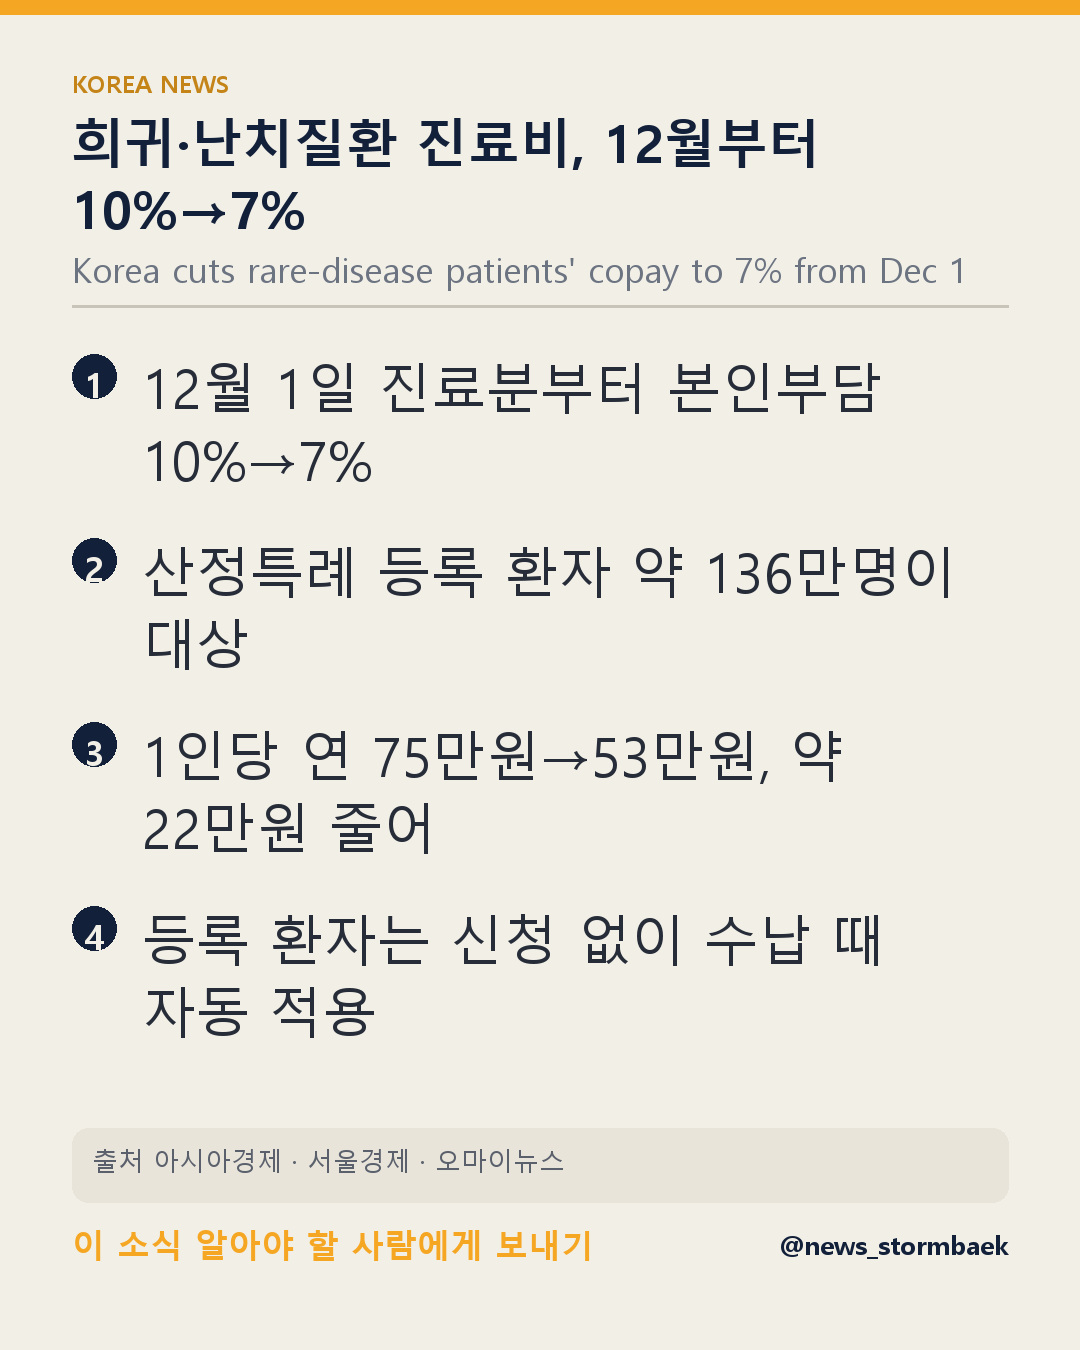 KOREA NEWS
희귀·난치질환 진료비, 12월부터
10%→7%
Korea cuts rare-disease patients' copay to 7% from Dec 1
1 12월 1일 진료분부터 본인부담
10%→7%
2 산정특례 등록 환자 약 136만명이
대상
3 1인당 연 75만원→53만원, 약
22만원 줄어
4 등록 환자는 신청 없이 수납 때
자동 적용
출처 아시아경제 · 서울경제 · 오마이뉴스
이 소식 알아야 할 사람에게 보내기
@news_stormbaek